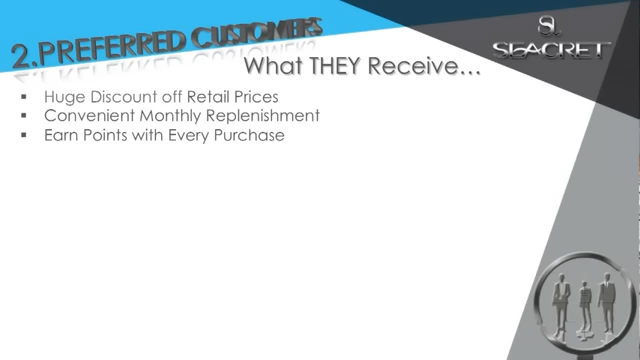 2.PREFERRED CUSTOMERS
SEACRET
What THEY Receive…
▪ Huge Discount off Retail Prices
▪ Convenient Monthly Replenishment
▪ Earn Points with Every Purchase